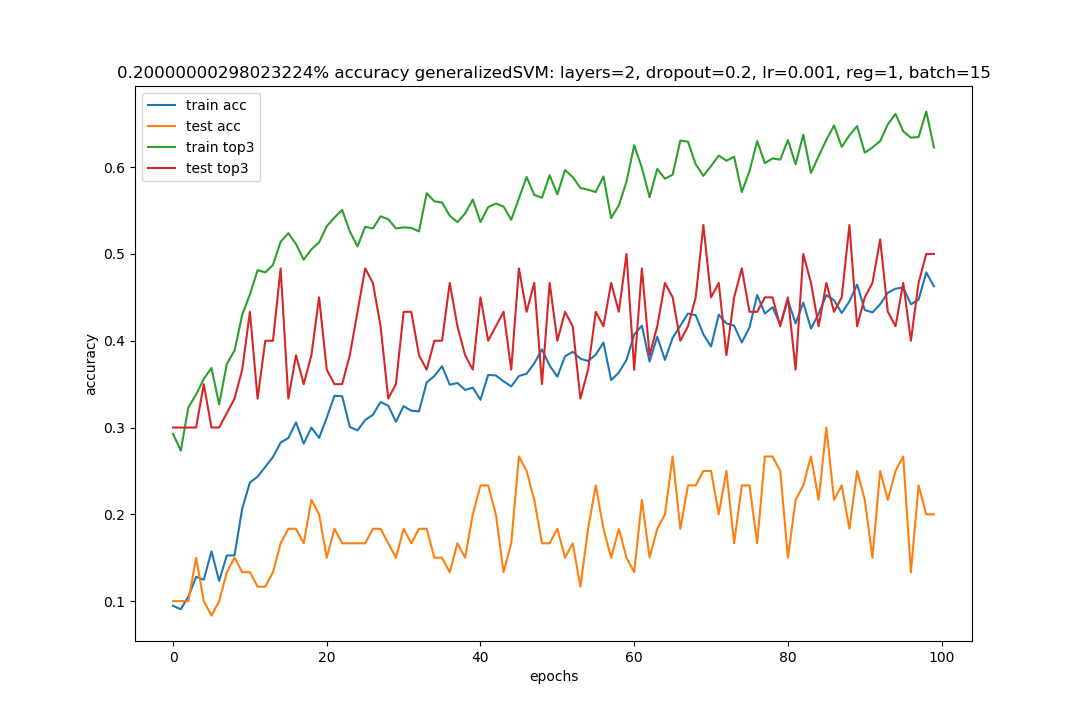 0.20000000298023224% accuracy generalizedSVM: layers=2, dropout=0.2, lr=0.001, reg=1, batch=15
train acc
test acc
train top3
test top3
accuracy
0.6
0.5
0.4
0.3
0.2
0.1
0 20 40 60 80 100
epochs